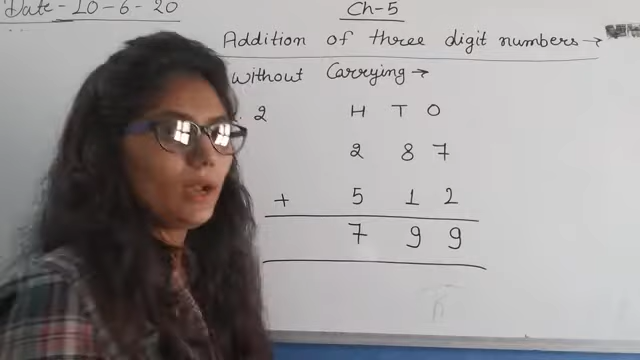 Date - 10-6-20
Ch-5
Addition of three digit numbers →
Without Carrying →
. 2 H T O
2 8 7
+ 5 1 2
7 9 9